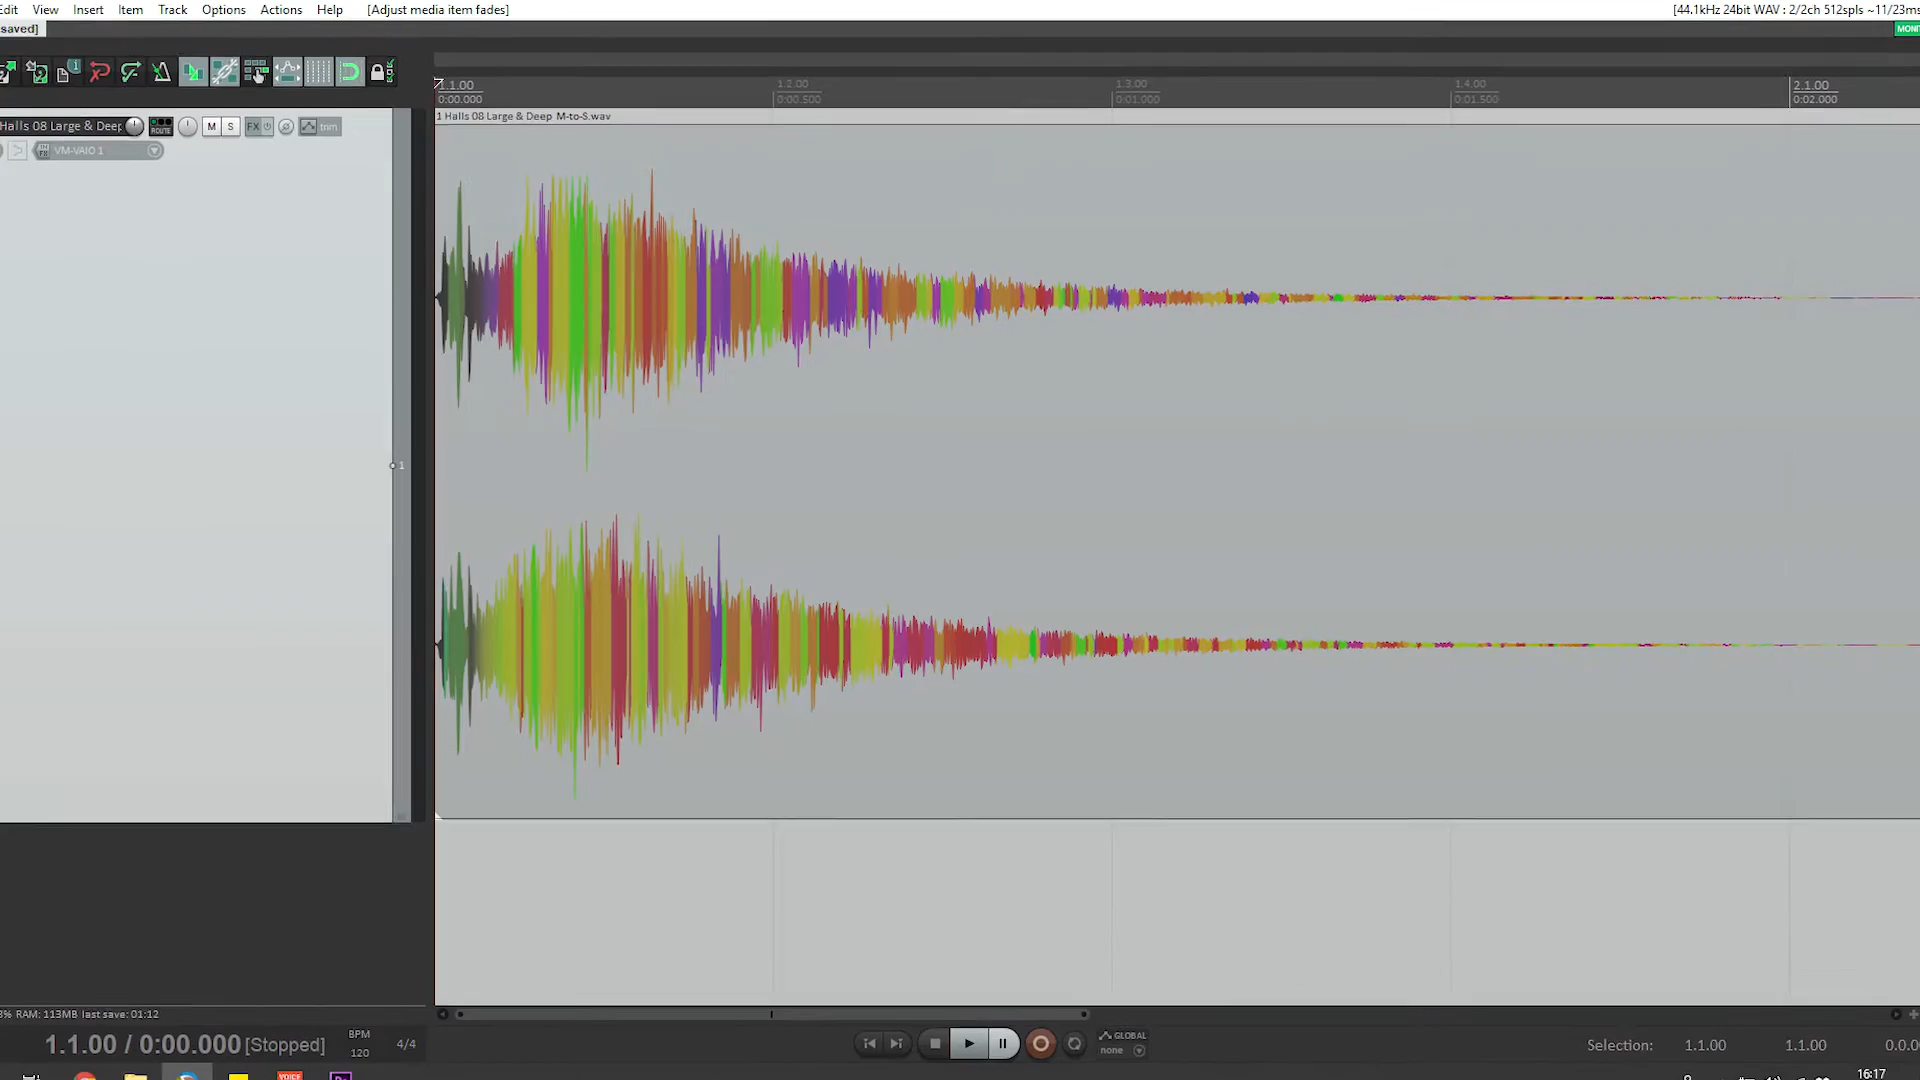 Edit View Insert Item Track Options Actions Help [Adjust media item fades] [44.1kHz 24bit WAV : 2/2ch 512spls ~11/23ms
saved] MONI
1.1.00 1.2.00 1.3.00 1.4.00 2.1.00
0:00.000 0:00.500 0:01.000 0:01.500 0:02.000
1 Halls 08 Large & Deep M-to-S.wav
Halls 08 Large & Deep ROUTE M S FX trim
IN FX VM-VAIO 1
1
3% RAM: 113MB last save: 01:12
1.1.00 / 0:00.000 [Stopped] BPM 120 4/4 GLOBAL none Selection: 1.1.00 1.1.00 0.0.0
VOICE 16:17